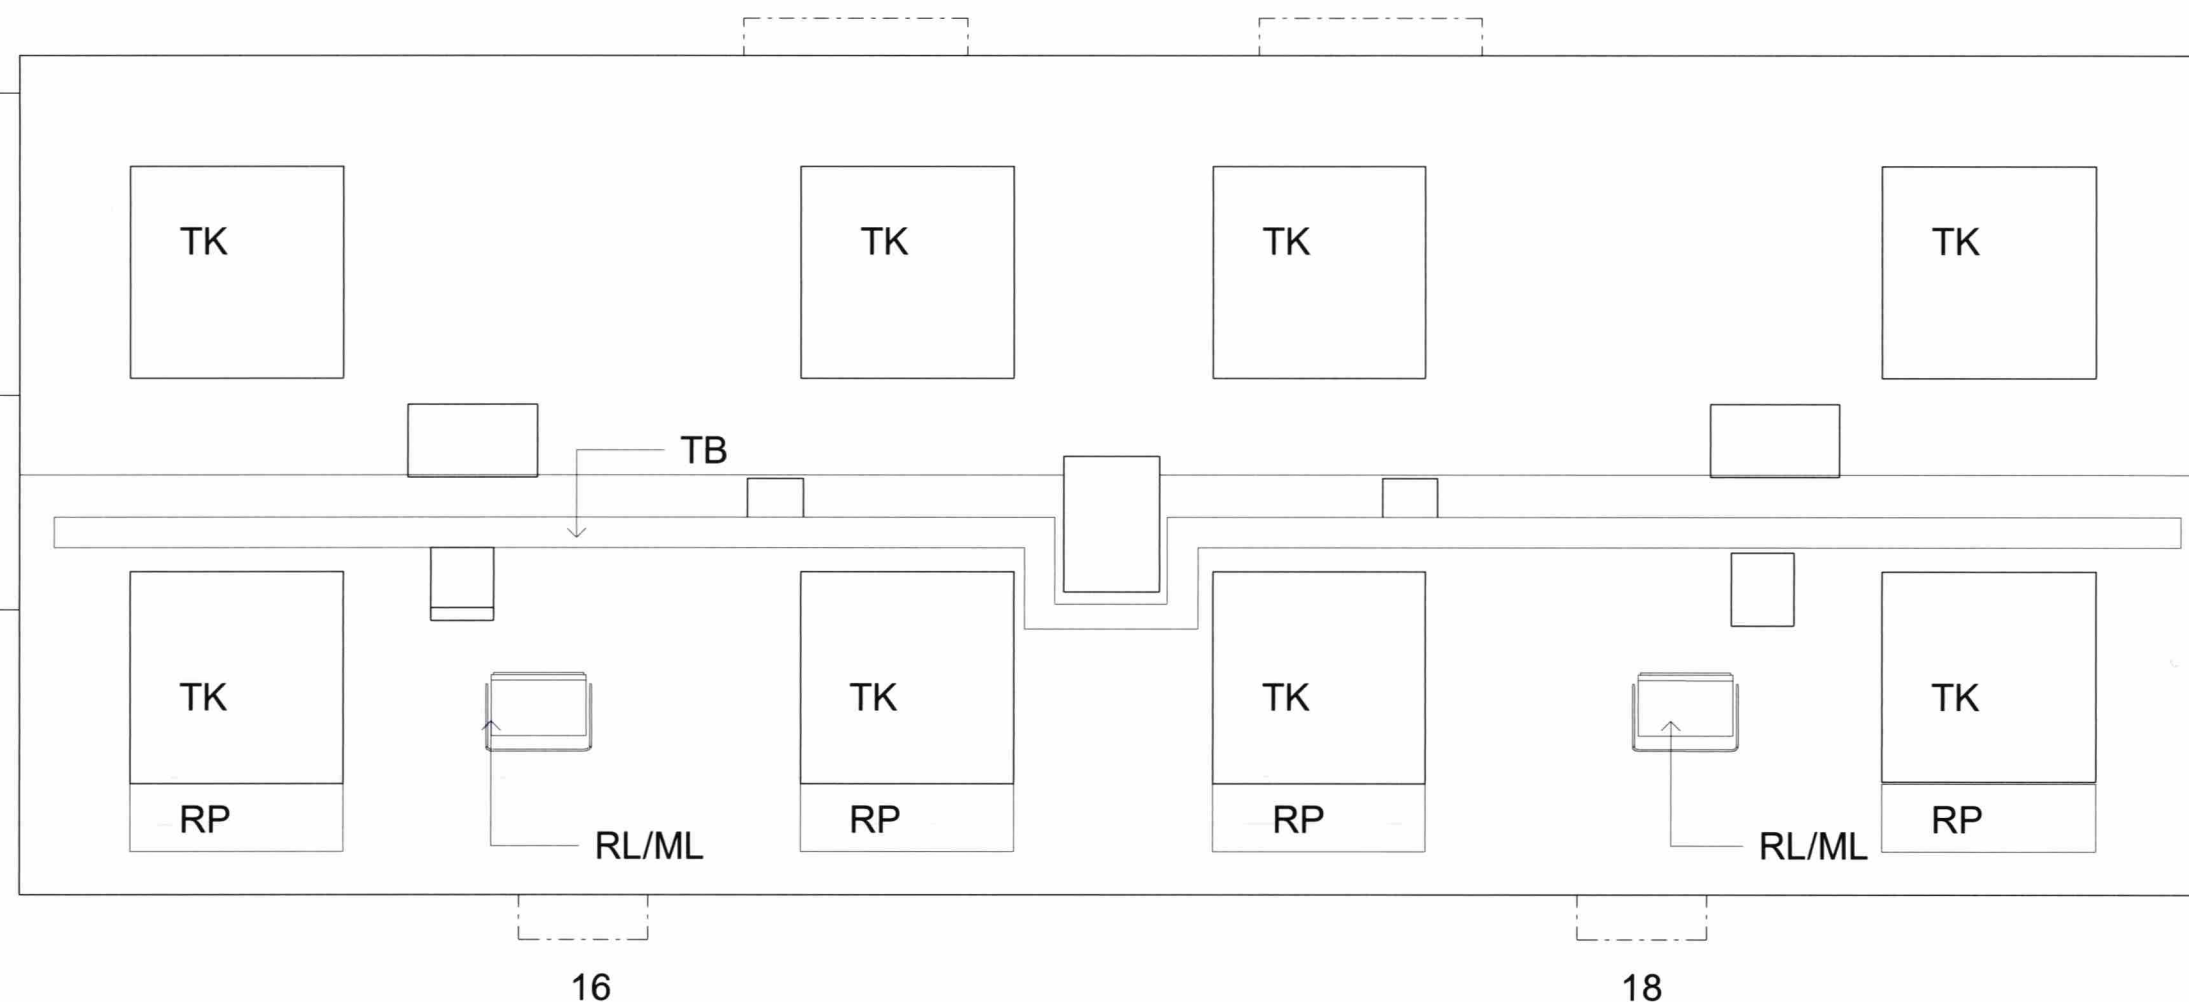 TK TK TK TK
TB
TK TK TK TK
RP RP RP RP
RL/ML RL/ML
16 18